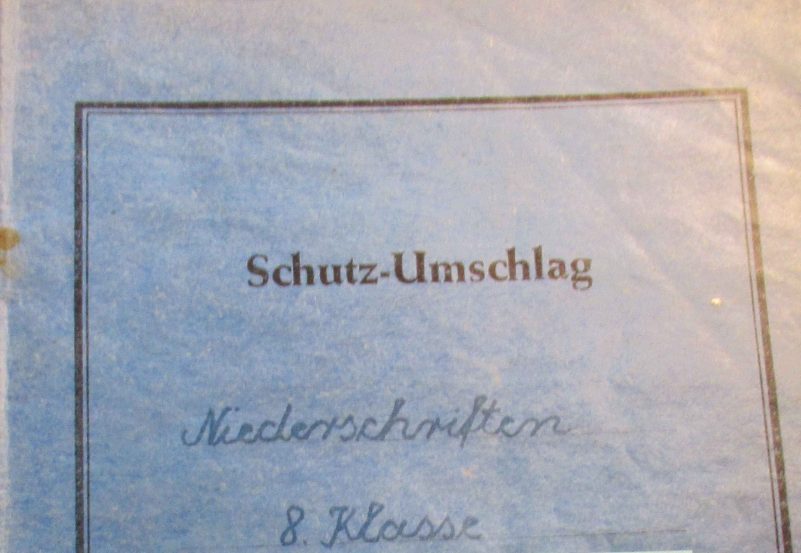 Schutz-Umschlag
Niederschriften
8. Klasse